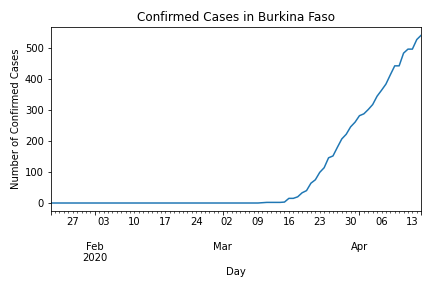 Confirmed Cases in Burkina Faso
Number of Confirmed Cases
500
400
300
200
100
0
27 03 10 17 24 02 09 16 23 30 06 13
Feb Mar Apr
2020
Day